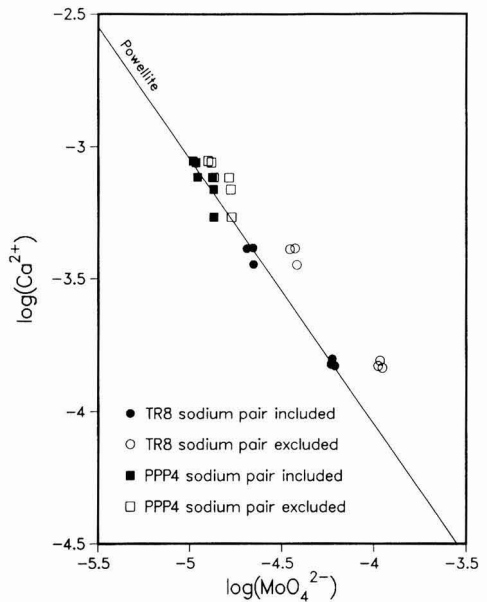 -2.5
Powellite
-3
-3.5
log(Ca²⁺)
-4
● TR8 sodium pair included
○ TR8 sodium pair excluded
■ PPP4 sodium pair included
□ PPP4 sodium pair excluded
-4.5
-5.5 -5 -4.5 -4 -3.5
log(MoO₄²⁻)